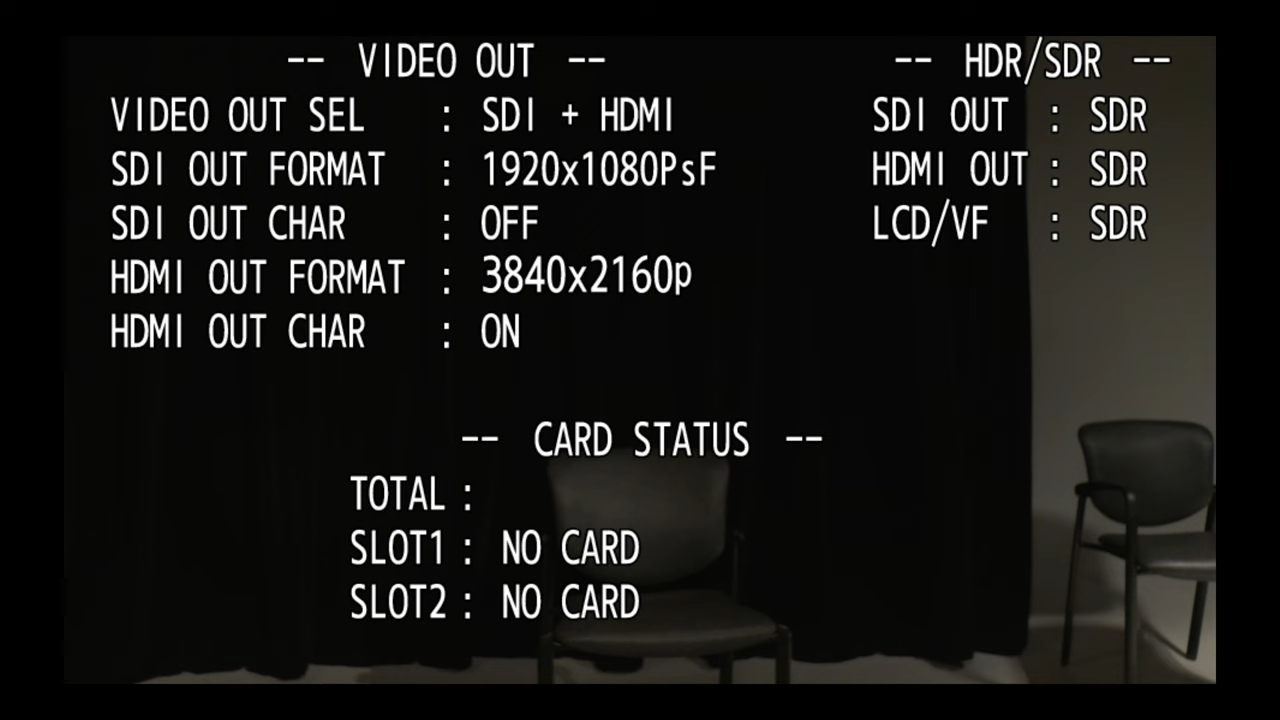 -- VIDEO OUT --
VIDEO OUT SEL : SDI + HDMI
SDI OUT FORMAT : 1920x1080PsF
SDI OUT CHAR : OFF
HDMI OUT FORMAT : 3840x2160p
HDMI OUT CHAR : ON
-- HDR/SDR --
SDI OUT : SDR
HDMI OUT : SDR
LCD/VF : SDR
-- CARD STATUS --
TOTAL :
SLOT1 : NO CARD
SLOT2 : NO CARD